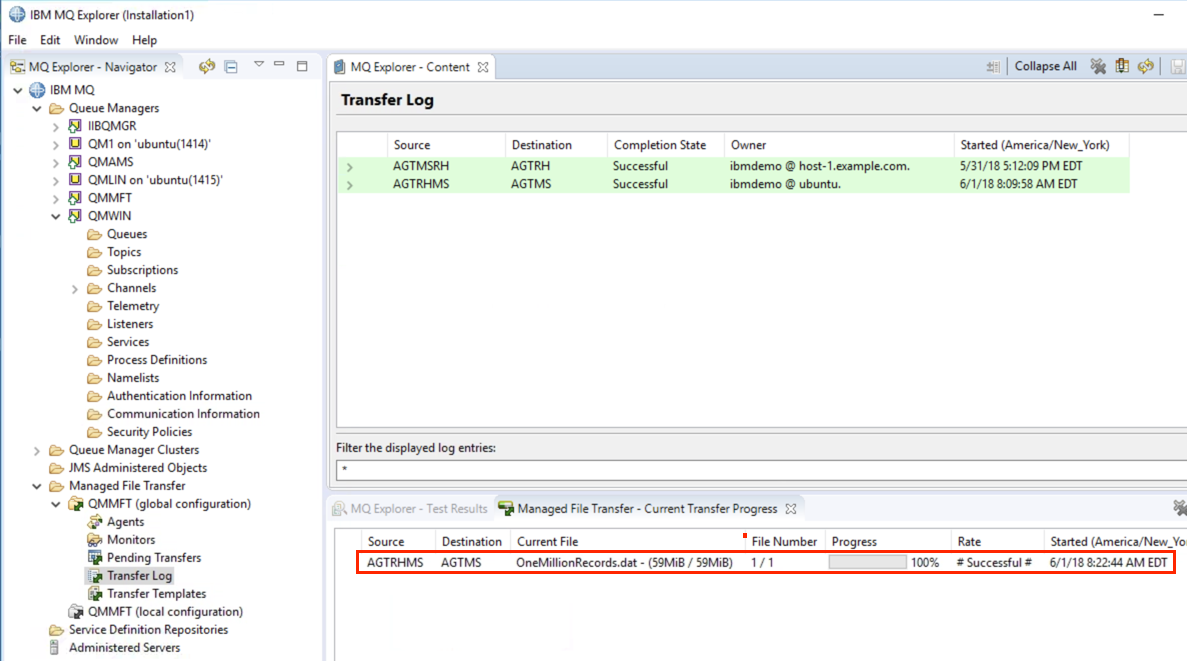 IBM MQ Explorer (Installation1)
File Edit Window Help
MQ Explorer - Navigator
IBM MQ
Queue Managers
IIBQMGR
QM1 on 'ubuntu(1414)'
QMAMS
QMLIN on 'ubuntu(1415)'
QMMFT
QMWIN
Queues
Topics
Subscriptions
Channels
Telemetry
Listeners
Services
Process Definitions
Namelists
Authentication Information
Communication Information
Security Policies
Queue Manager Clusters
JMS Administered Objects
Managed File Transfer
QMMFT (global configuration)
Agents
Monitors
Pending Transfers
Transfer Log
Transfer Templates
QMMFT (local configuration)
Service Definition Repositories
Administered Servers
MQ Explorer - Content
Collapse All
Transfer Log
Source Destination Completion State Owner Started (America/New_York)
AGTMSRH AGTRH Successful ibmdemo @ host-1.example.com. 5/31/18 5:12:09 PM EDT
AGTRHMS AGTMS Successful ibmdemo @ ubuntu. 6/1/18 8:09:58 AM EDT
Filter the displayed log entries:
*
MQ Explorer - Test Results Managed File Transfer - Current Transfer Progress
Source Destination Current File File Number Progress Rate Started (America/New_Yo
AGTRHMS AGTMS OneMillionRecords.dat - (59MiB / 59MiB) 1 / 1 100% # Successful # 6/1/18 8:22:44 AM EDT